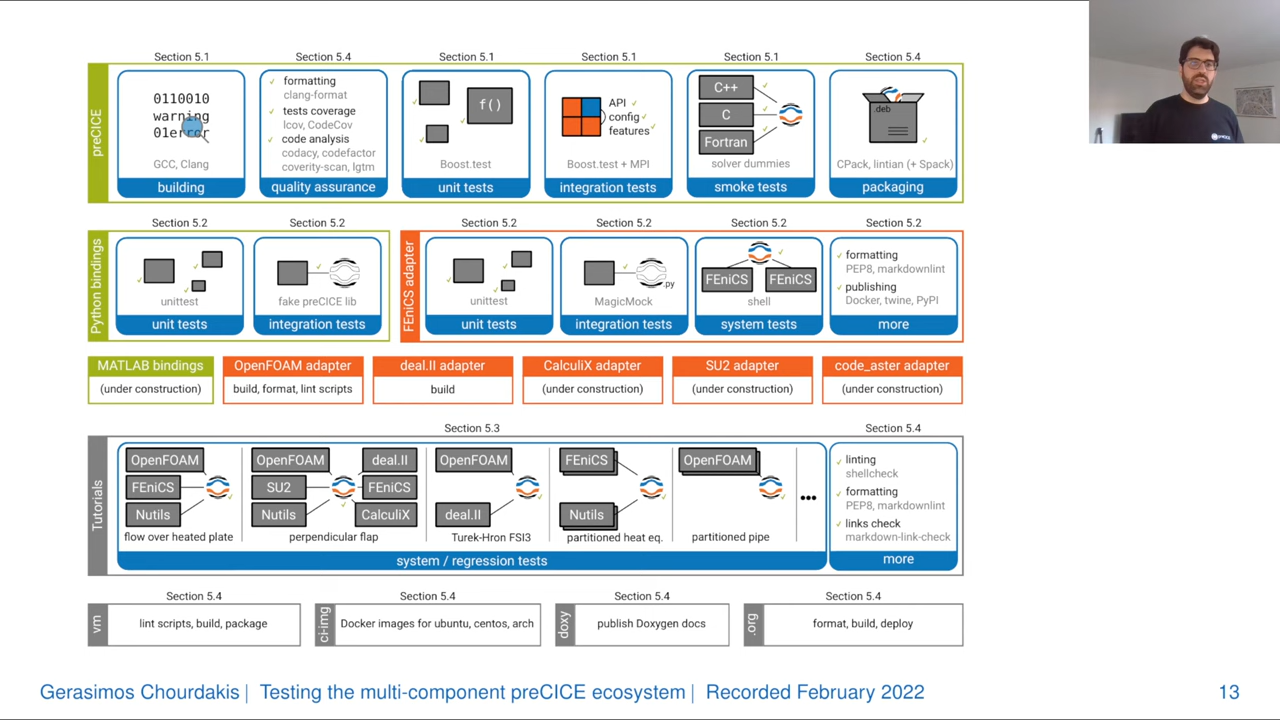 Section 5.1
Section 5.4
Section 5.1
Section 5.1
Section 5.1
Section 5.4
preCICE
0110010
warning
01error
GCC, Clang
building
formatting
clang-format
tests coverage
lcov, CodeCov
code analysis
codacy, codefactor
coverity-scan, lgtm
quality assurance
f()
Boost.test
unit tests
API
config
features
Boost.test + MPI
integration tests
C++
C
Fortran
solver dummies
smoke tests
.deb
CPack, lintian (+ Spack)
packaging
Section 5.2
Section 5.2
Section 5.2
Section 5.2
Section 5.2
Section 5.2
Python bindings
unittest
unit tests
fake preCICE lib
integration tests
FEniCS adapter
unittest
unit tests
py
MagicMock
integration tests
FEniCS
FEniCS
shell
system tests
formatting
PEP8, markdownlint
publishing
Docker, twine, PyPI
more
MATLAB bindings
(under construction)
OpenFOAM adapter
build, format, lint scripts
deal.II adapter
build
CalculiX adapter
(under construction)
SU2 adapter
(under construction)
code_aster adapter
(under construction)
Section 5.3
Section 5.4
Tutorials
OpenFOAM
FEniCS
Nutils
flow over heated plate
OpenFOAM
SU2
Nutils
deal.II
FEniCS
CalculiX
perpendicular flap
OpenFOAM
deal.II
Turek-Hron FSI3
FEniCS
Nutils
partitioned heat eq.
OpenFOAM
partitioned pipe
•••
system / regression tests
linting
shellcheck
formatting
PEP8, markdownlint
links check
markdown-link-check
more
Section 5.4
Section 5.4
Section 5.4
Section 5.4
vm
lint scripts, build, package
ci-img
Docker images for ubuntu, centos, arch
doxy
publish Doxygen docs
.org
format, build, deploy
Gerasimos Chourdakis | Testing the multi-component preCICE ecosystem | Recorded February 2022
13